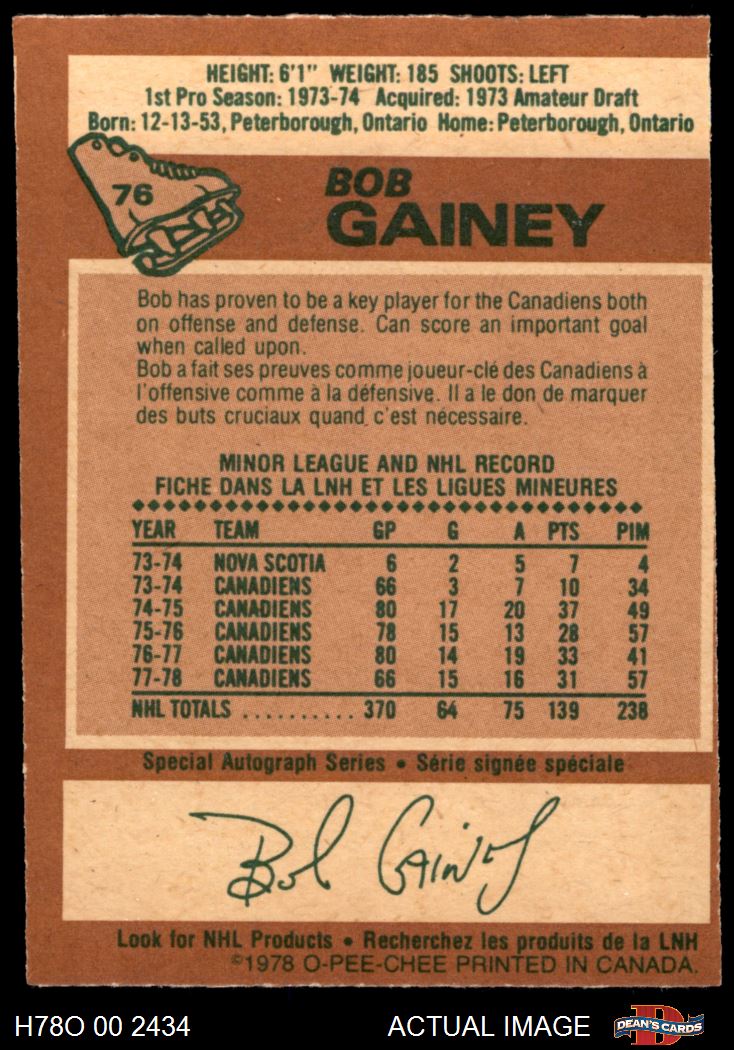 HEIGHT: 6'1" WEIGHT: 185 SHOOTS: LEFT
1st Pro Season: 1973-74 Acquired: 1973 Amateur Draft
Born: 12-13-53, Peterborough, Ontario Home: Peterborough, Ontario
76
BOB
GAINEY
Bob has proven to be a key player for the Canadiens both
on offense and defense. Can score an important goal
when called upon.
Bob a fait ses preuves comme joueur-clé des Canadiens à
l'offensive comme à la défensive. Il a le don de marquer
des buts cruciaux quand c'est nécessaire.
MINOR LEAGUE AND NHL RECORD
FICHE DANS LA LNH ET LES LIGUES MINEURES
YEAR TEAM GP G A PTS PIM
73-74 NOVA SCOTIA 6 2 5 7 4
73-74 CANADIENS 66 3 7 10 34
74-75 CANADIENS 80 17 20 37 49
75-76 CANADIENS 78 15 13 28 57
76-77 CANADIENS 80 14 19 33 41
77-78 CANADIENS 66 15 16 31 57
NHL TOTALS .......... 370 64 75 139 238
Special Autograph Series • Série signée spéciale
Bob Gainey
Look for NHL Products • Recherchez les produits de la LNH
©1978 O-PEE-CHEE PRINTED IN CANADA.
H78O 00 2434 ACTUAL IMAGE DEAN'S CARDS